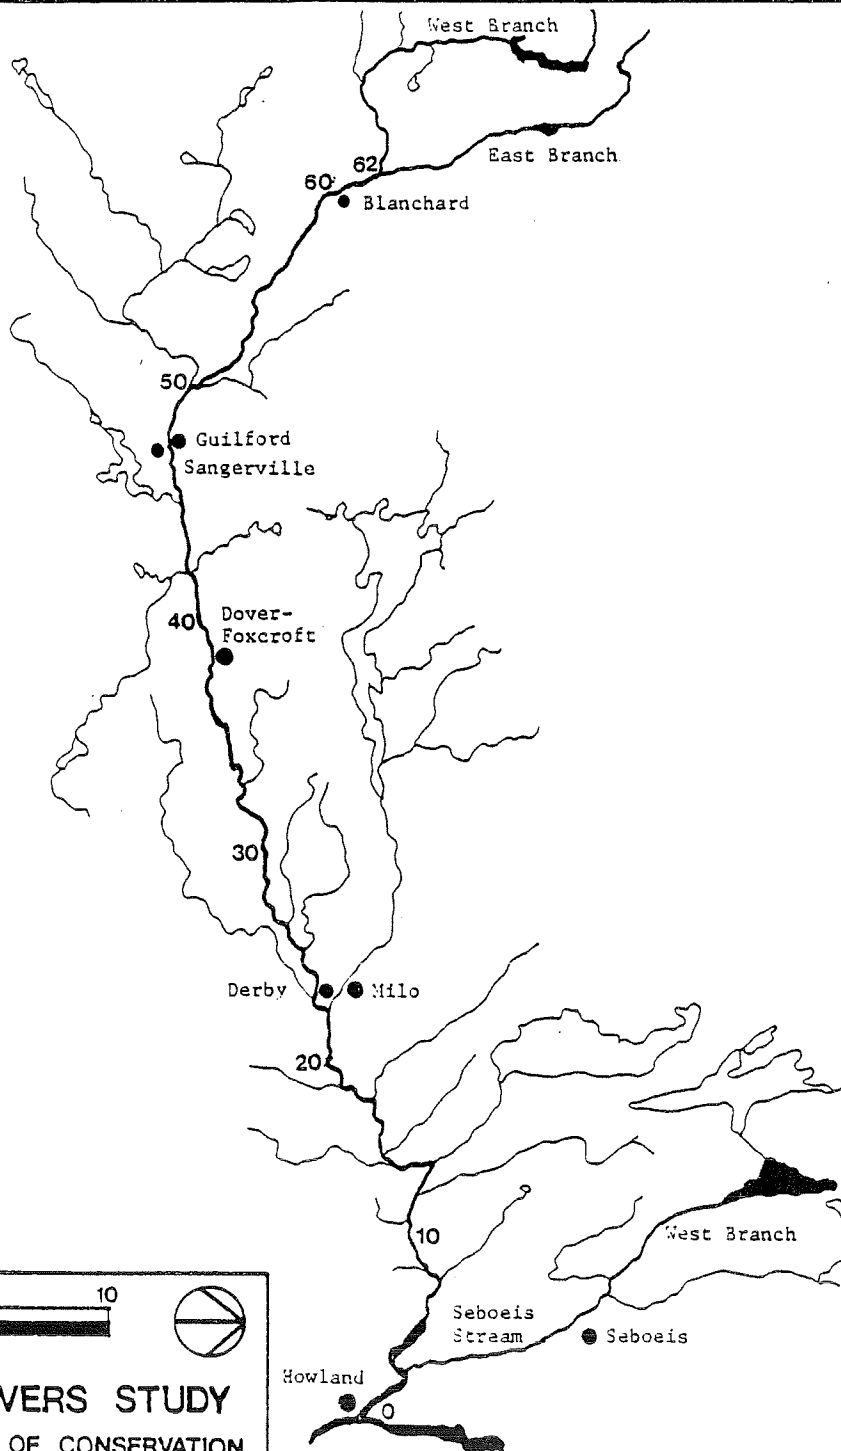 West Branch
East Branch
62
60
Blanchard
50
Guilford
Sangerville
40
Dover-
Foxcroft
30
Derby
Milo
20
10
West Branch
Seboeis
Stream
Seboeis
Howland
0
10
VERS STUDY
OF CONSERVATION